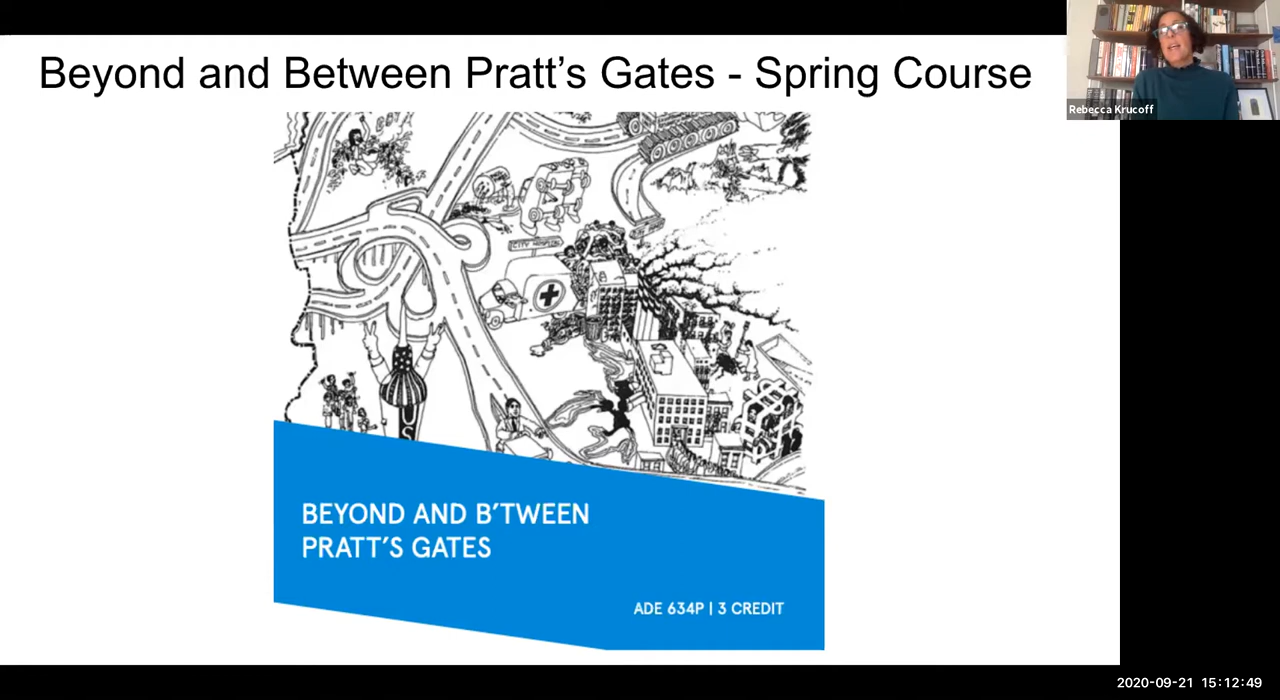 Beyond and Between Pratt’s Gates - Spring Course
Rebecca Krucoff
CITY HOSPITAL
US
BEYOND AND B’TWEEN
PRATT’S GATES
ADE 634P | 3 CREDIT
2020-09-21 15:12:49